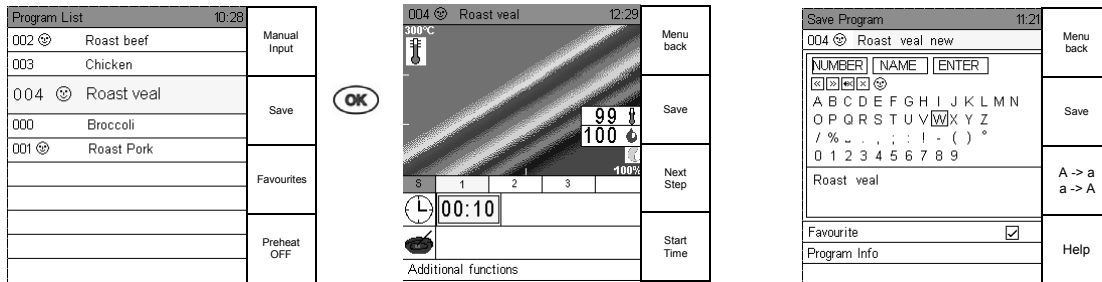 Program List 10:28
002 Roast beef
003 Chicken
004 Roast veal
000 Broccoli
001 Roast Pork
Manual
Input
Save
Favourites
Preheat
OFF
OK
004 Roast veal 12:29
300°C
99
100
100%
S 1 2 3
00:10
Additional functions
Menu
back
Save
Next
Step
Start
Time
Save Program 11:21
004 Roast veal new
NUMBER NAME ENTER
« » x
A B C D E F G H I J K L M N
O P Q R S T U V W X Y Z
/ % _ . , ; : ! - ( ) °
0 1 2 3 4 5 6 7 8 9
Roast veal
Favourite
Program Info
Menu
back
Save
A -> a
a -> A
Help